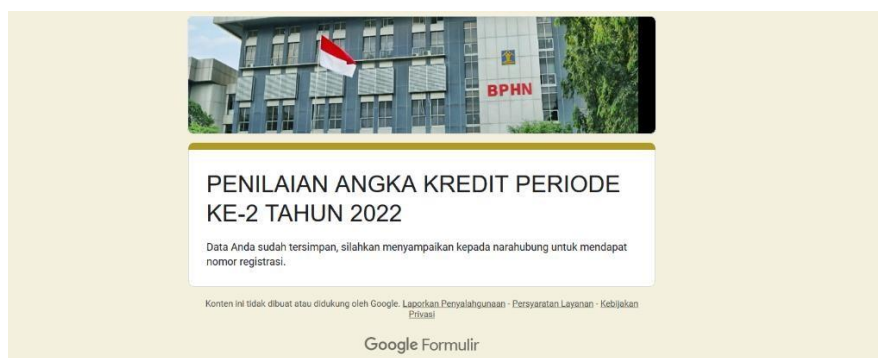 BPHN
PENILAIAN ANGKA KREDIT PERIODE
KE-2 TAHUN 2022
Data Anda sudah tersimpan, silahkan menyampaikan kepada narahubung untuk mendapat
nomor registrasi.
Konten ini tidak dibuat atau didukung oleh Google. Laporkan Penyalahgunaan - Persyaratan Layanan - Kebijakan
Privasi
Google Formulir